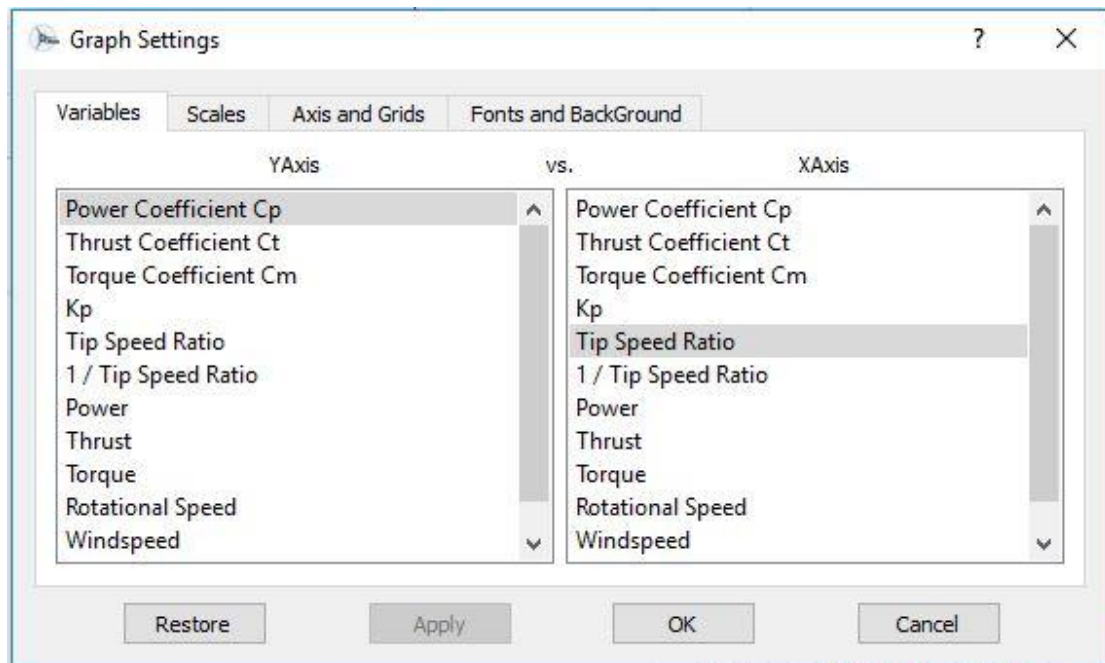 Graph Settings ? X
Variables Scales Axis and Grids Fonts and BackGround
YAxis vs. XAxis
Power Coefficient Cp
Thrust Coefficient Ct
Torque Coefficient Cm
Kp
Tip Speed Ratio
1 / Tip Speed Ratio
Power
Thrust
Torque
Rotational Speed
Windspeed
Power Coefficient Cp
Thrust Coefficient Ct
Torque Coefficient Cm
Kp
Tip Speed Ratio
1 / Tip Speed Ratio
Power
Thrust
Torque
Rotational Speed
Windspeed
Restore Apply OK Cancel